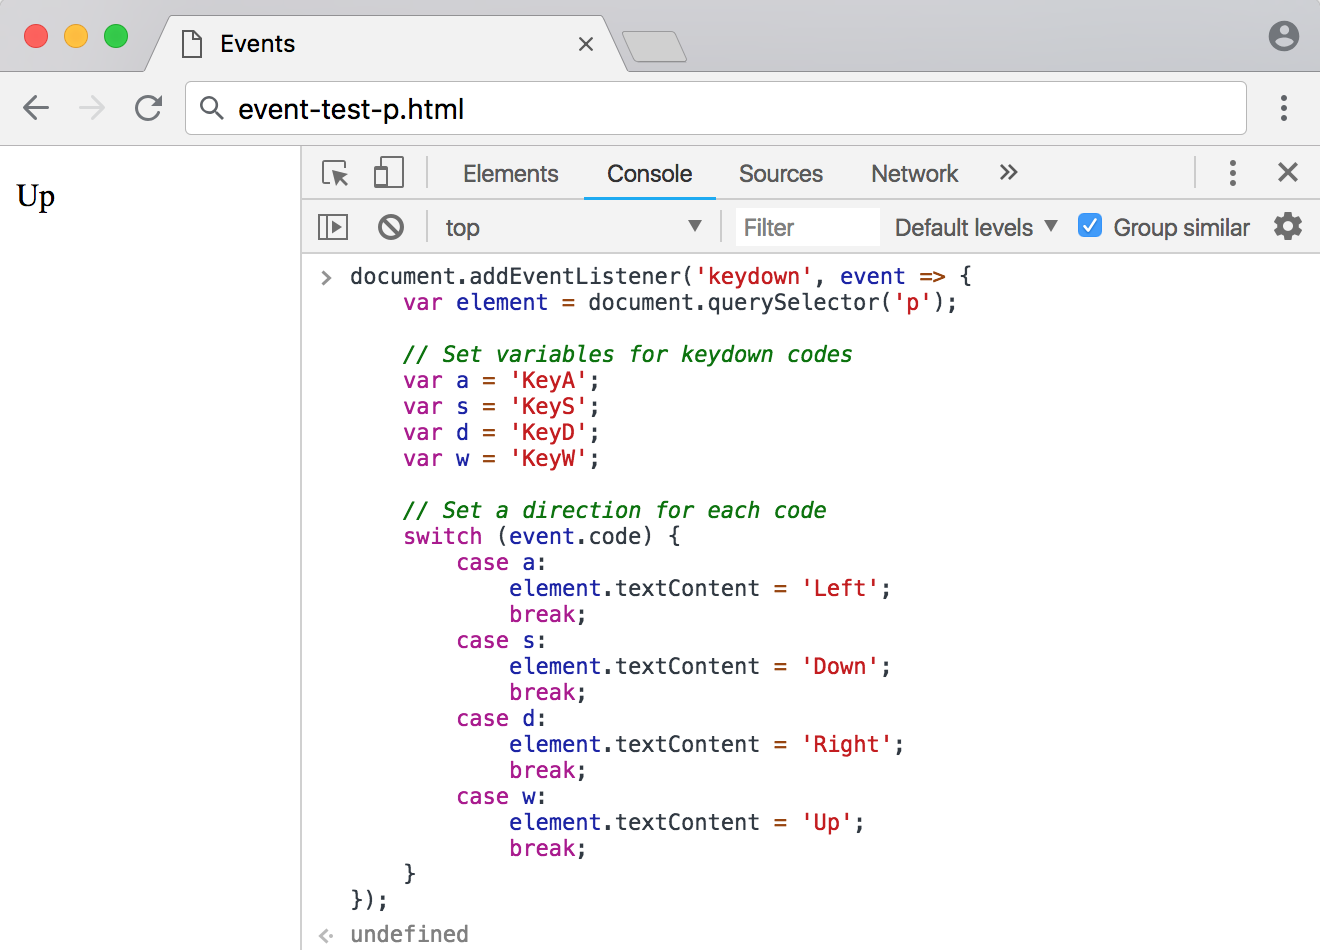 Events
event-test-p.html
Up
Elements Console Sources Network
top Filter Default levels Group similar
document.addEventListener('keydown', event => {
    var element = document.querySelector('p');
    // Set variables for keydown codes
    var a = 'KeyA';
    var s = 'KeyS';
    var d = 'KeyD';
    var w = 'KeyW';
    // Set a direction for each code
    switch (event.code) {
        case a:
            element.textContent = 'Left';
            break;
        case s:
            element.textContent = 'Down';
            break;
        case d:
            element.textContent = 'Right';
            break;
        case w:
            element.textContent = 'Up';
            break;
    }
});
undefined